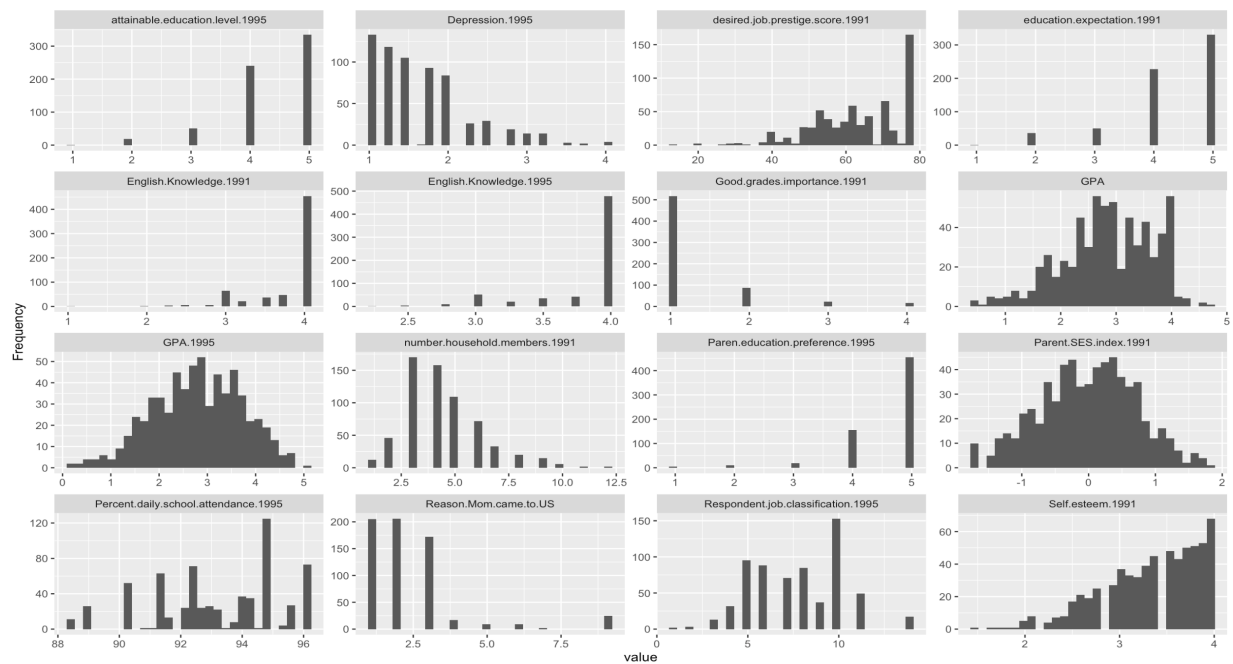 attainable.education.level.1995
Depression.1995
desired.job.prestige.score.1991
education.expectation.1991
300
200
100
0
1 2 3 4 5
100
50
0
1 2 3 4
150
100
50
0
20 40 60 80
300
200
100
0
1 2 3 4 5
English.Knowledge.1991
English.Knowledge.1995
Good.grades.importance.1991
GPA
400
300
200
100
0
1 2 3 4
500
400
300
200
100
0
2.5 3.0 3.5 4.0
500
400
300
200
100
0
1 2 3 4
40
20
0
1 2 3 4 5
Frequency
GPA.1995
number.household.members.1991
Paren.education.preference.1995
Parent.SES.index.1991
50
40
30
20
10
0
0 1 2 3 4 5
150
100
50
0
2.5 5.0 7.5 10.0 12.5
400
300
200
100
0
1 2 3 4 5
40
30
20
10
0
-1 0 1 2
Percent.daily.school.attendance.1995
Reason.Mom.came.to.US
Respondent.job.classification.1995
Self.esteem.1991
120
80
40
0
88 90 92 94 96
200
150
100
50
0
2.5 5.0 7.5
150
100
50
0
0 5 10
60
40
20
0
2 3 4
value